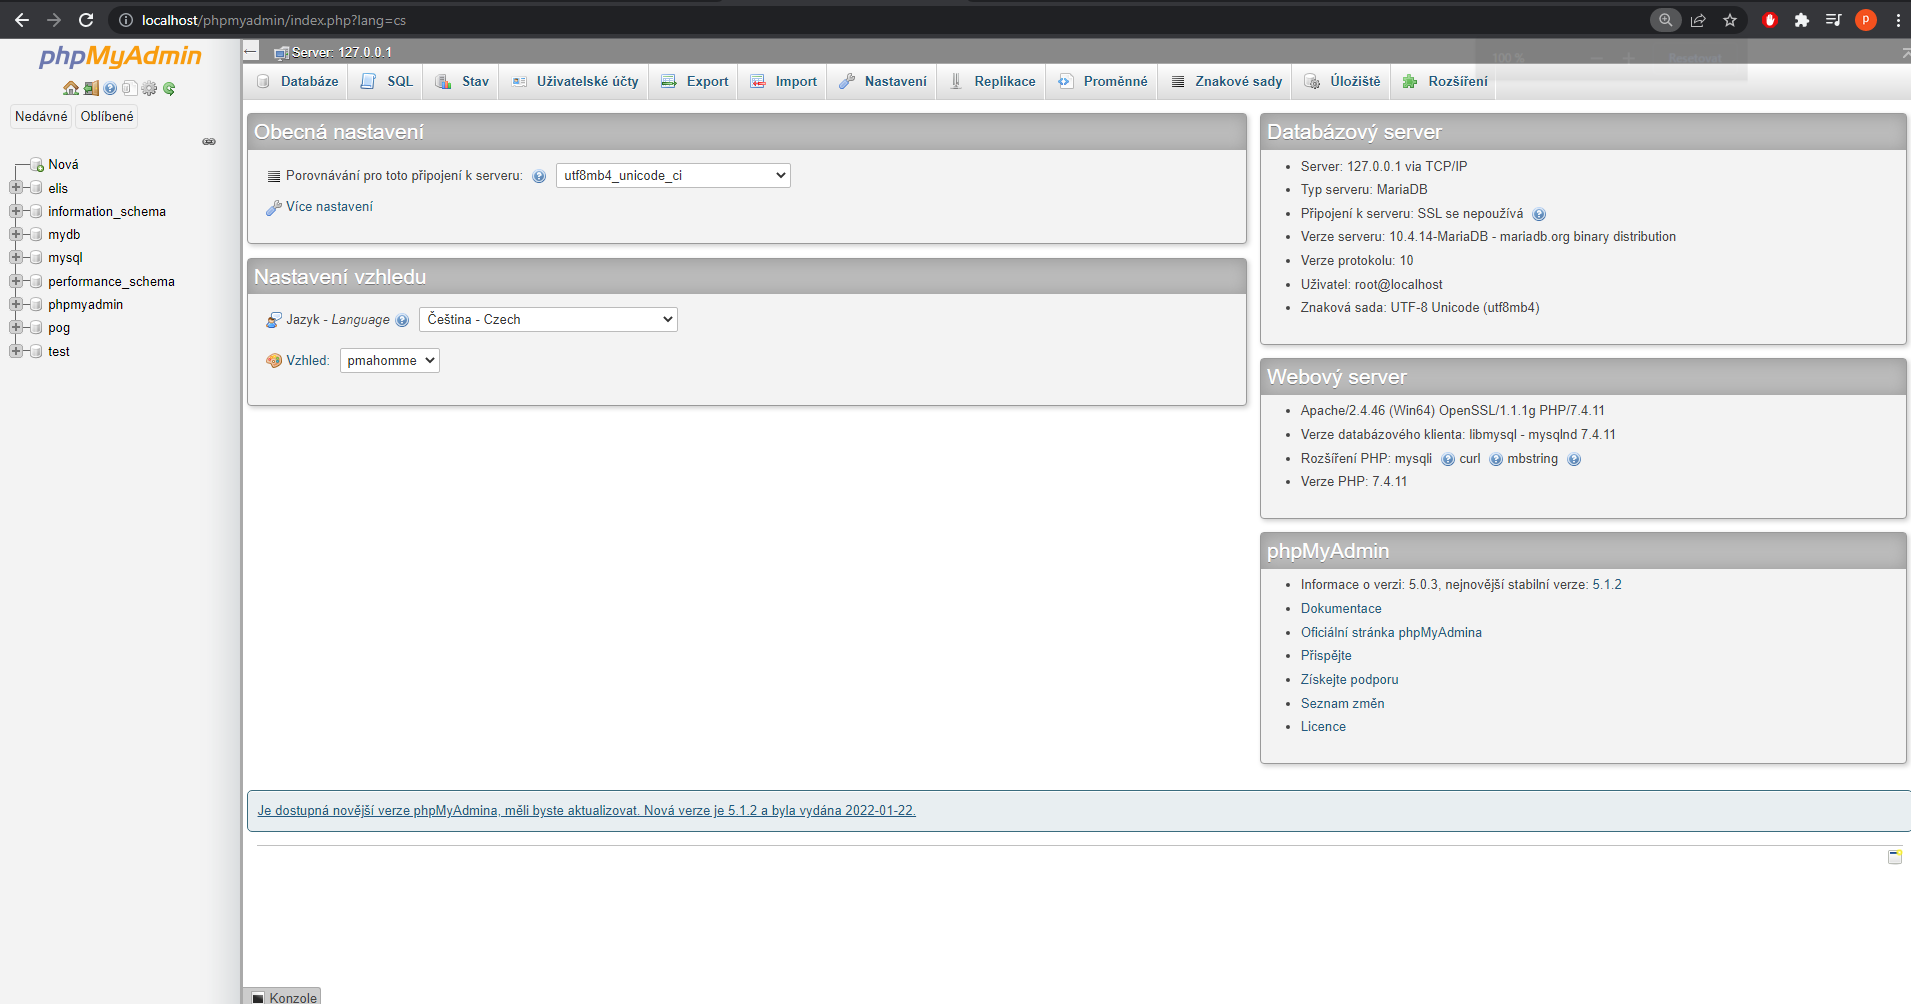 localhost/phpmyadmin/index.php?lang=cs
P
phpMyAdmin
Nedávné
Oblíbené
Nová
elis
information_schema
mydb
mysql
performance_schema
phpmyadmin
pog
test
Server: 127.0.0.1
Databáze
SQL
Stav
Uživatelské účty
Export
Import
Nastavení
Replikace
Proměnné
Znakové sady
Úložiště
Rozšíření
Obecná nastavení
Porovnávání pro toto připojení k serveru:
utf8mb4_unicode_ci
Více nastavení
Nastavení vzhledu
Jazyk - Language
Čeština - Czech
Vzhled:
pmahomme
Databázový server
Server: 127.0.0.1 via TCP/IP
Typ serveru: MariaDB
Připojení k serveru: SSL se nepoužívá
Verze serveru: 10.4.14-MariaDB - mariadb.org binary distribution
Verze protokolu: 10
Uživatel: root@localhost
Znaková sada: UTF-8 Unicode (utf8mb4)
Webový server
Apache/2.4.46 (Win64) OpenSSL/1.1.1g PHP/7.4.11
Verze databázového klienta: libmysql - mysqlnd 7.4.11
Rozšíření PHP: mysqli curl mbstring
Verze PHP: 7.4.11
phpMyAdmin
Informace o verzi: 5.0.3, nejnovější stabilní verze: 5.1.2
Dokumentace
Oficiální stránka phpMyAdmina
Přispějte
Získejte podporu
Seznam změn
Licence
Je dostupná novější verze phpMyAdmina, měli byste aktualizovat. Nová verze je 5.1.2 a byla vydána 2022-01-22.
Konzole